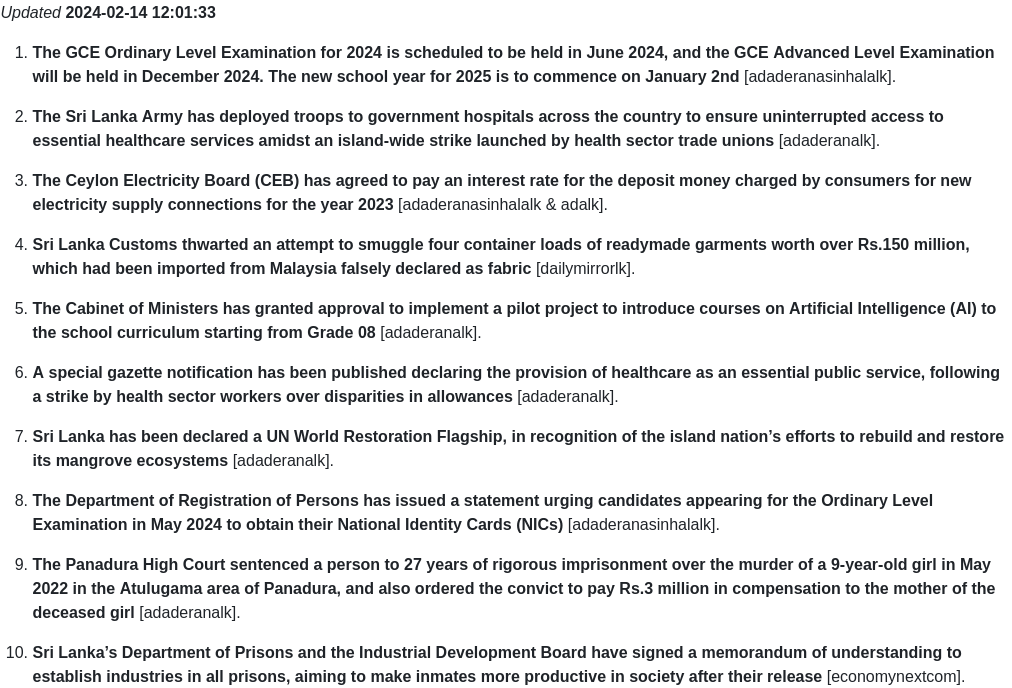 Updated 2024-02-14 12:01:33
1. The GCE Ordinary Level Examination for 2024 is scheduled to be held in June 2024, and the GCE Advanced Level Examination
will be held in December 2024. The new school year for 2025 is to commence on January 2nd [adaderanasinhalalk].
2. The Sri Lanka Army has deployed troops to government hospitals across the country to ensure uninterrupted access to
essential healthcare services amidst an island-wide strike launched by health sector trade unions [adaderanalk].
3. The Ceylon Electricity Board (CEB) has agreed to pay an interest rate for the deposit money charged by consumers for new
electricity supply connections for the year 2023 [adaderanasinhalalk & adalk].
4. Sri Lanka Customs thwarted an attempt to smuggle four container loads of readymade garments worth over Rs.150 million,
which had been imported from Malaysia falsely declared as fabric [dailymirrorlk].
5. The Cabinet of Ministers has granted approval to implement a pilot project to introduce courses on Artificial Intelligence (AI) to
the school curriculum starting from Grade 08 [adaderanalk].
6. A special gazette notification has been published declaring the provision of healthcare as an essential public service, following
a strike by health sector workers over disparities in allowances [adaderanalk].
7. Sri Lanka has been declared a UN World Restoration Flagship, in recognition of the island nation’s efforts to rebuild and restore
its mangrove ecosystems [adaderanalk].
8. The Department of Registration of Persons has issued a statement urging candidates appearing for the Ordinary Level
Examination in May 2024 to obtain their National Identity Cards (NICs) [adaderanasinhalalk].
9. The Panadura High Court sentenced a person to 27 years of rigorous imprisonment over the murder of a 9-year-old girl in May
2022 in the Atulugama area of Panadura, and also ordered the convict to pay Rs.3 million in compensation to the mother of the
deceased girl [adaderanalk].
10. Sri Lanka’s Department of Prisons and the Industrial Development Board have signed a memorandum of understanding to
establish industries in all prisons, aiming to make inmates more productive in society after their release [economynextcom].